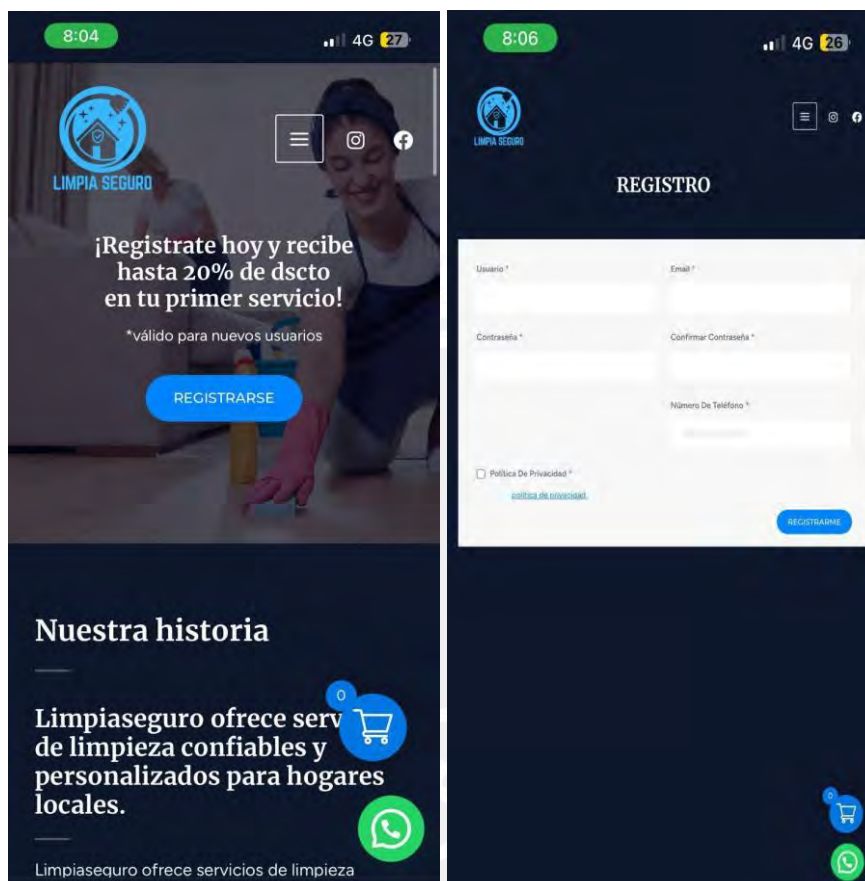 8:04
4G 27
LIMPIA SEGURO
¡Registrate hoy y recibe
hasta 20% de dscto
en tu primer servicio!
*válido para nuevos usuarios
REGISTRARSE
Nuestra historia
0
Limpiaseguro ofrece serv
de limpieza confiables y
personalizados para hogares
locales.
Limpiaseguro ofrece servicios de limpieza
8:06
4G 26
LIMPIA SEGURO
REGISTRO
Usuario *
Email *
Contraseña *
Confirmar Contraseña *
Número De Teléfono *
Política De Privacidad *
política de privacidad.
REGISTRARME
0